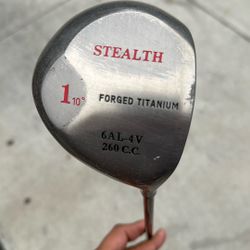 STEALTH
1 10° FORGED TITANIUM
6AL-4V
260 C.C.